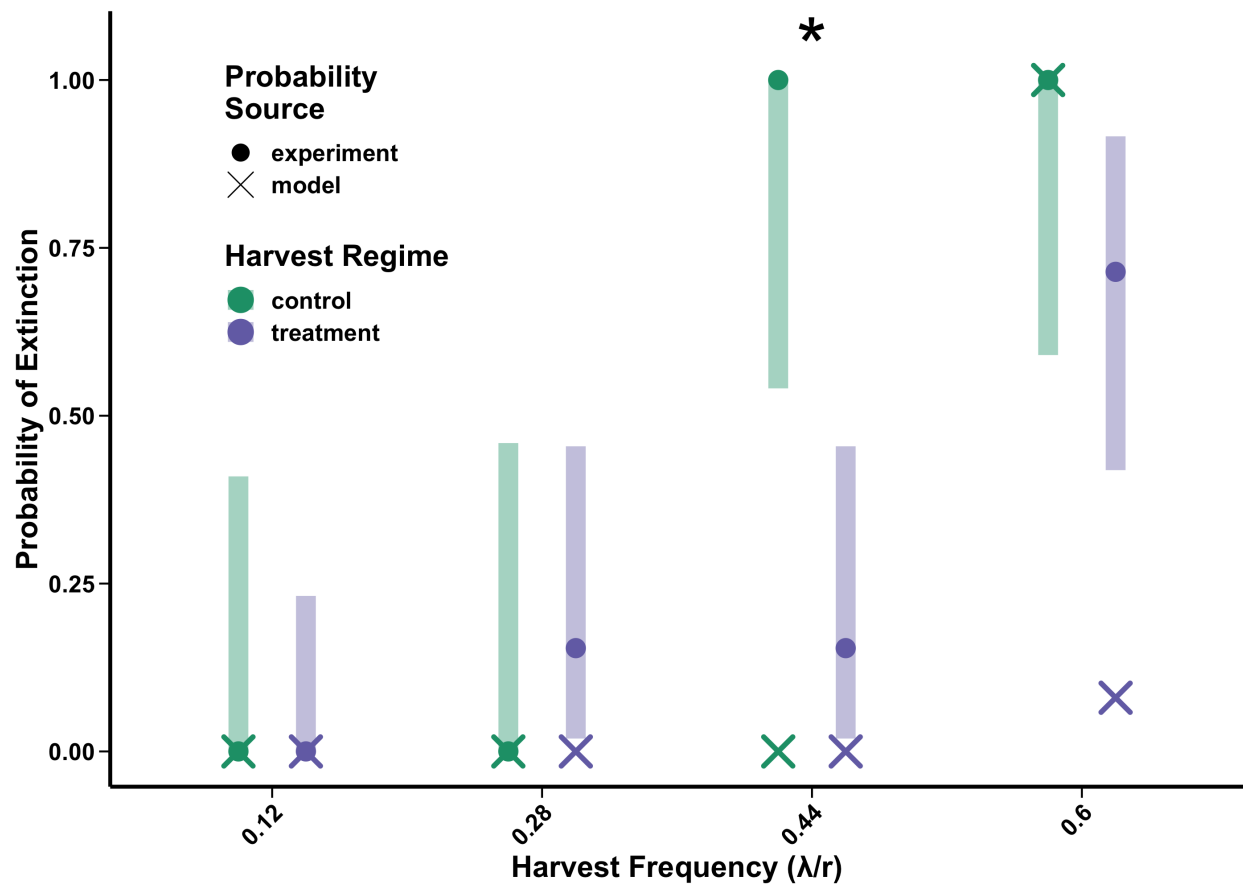 *
Probability
Source
experiment
model
Harvest Regime
control
treatment
Probability of Extinction
1.00
0.75
0.50
0.25
0.00
0.12
0.28
0.44
0.6
Harvest Frequency (λ/r)